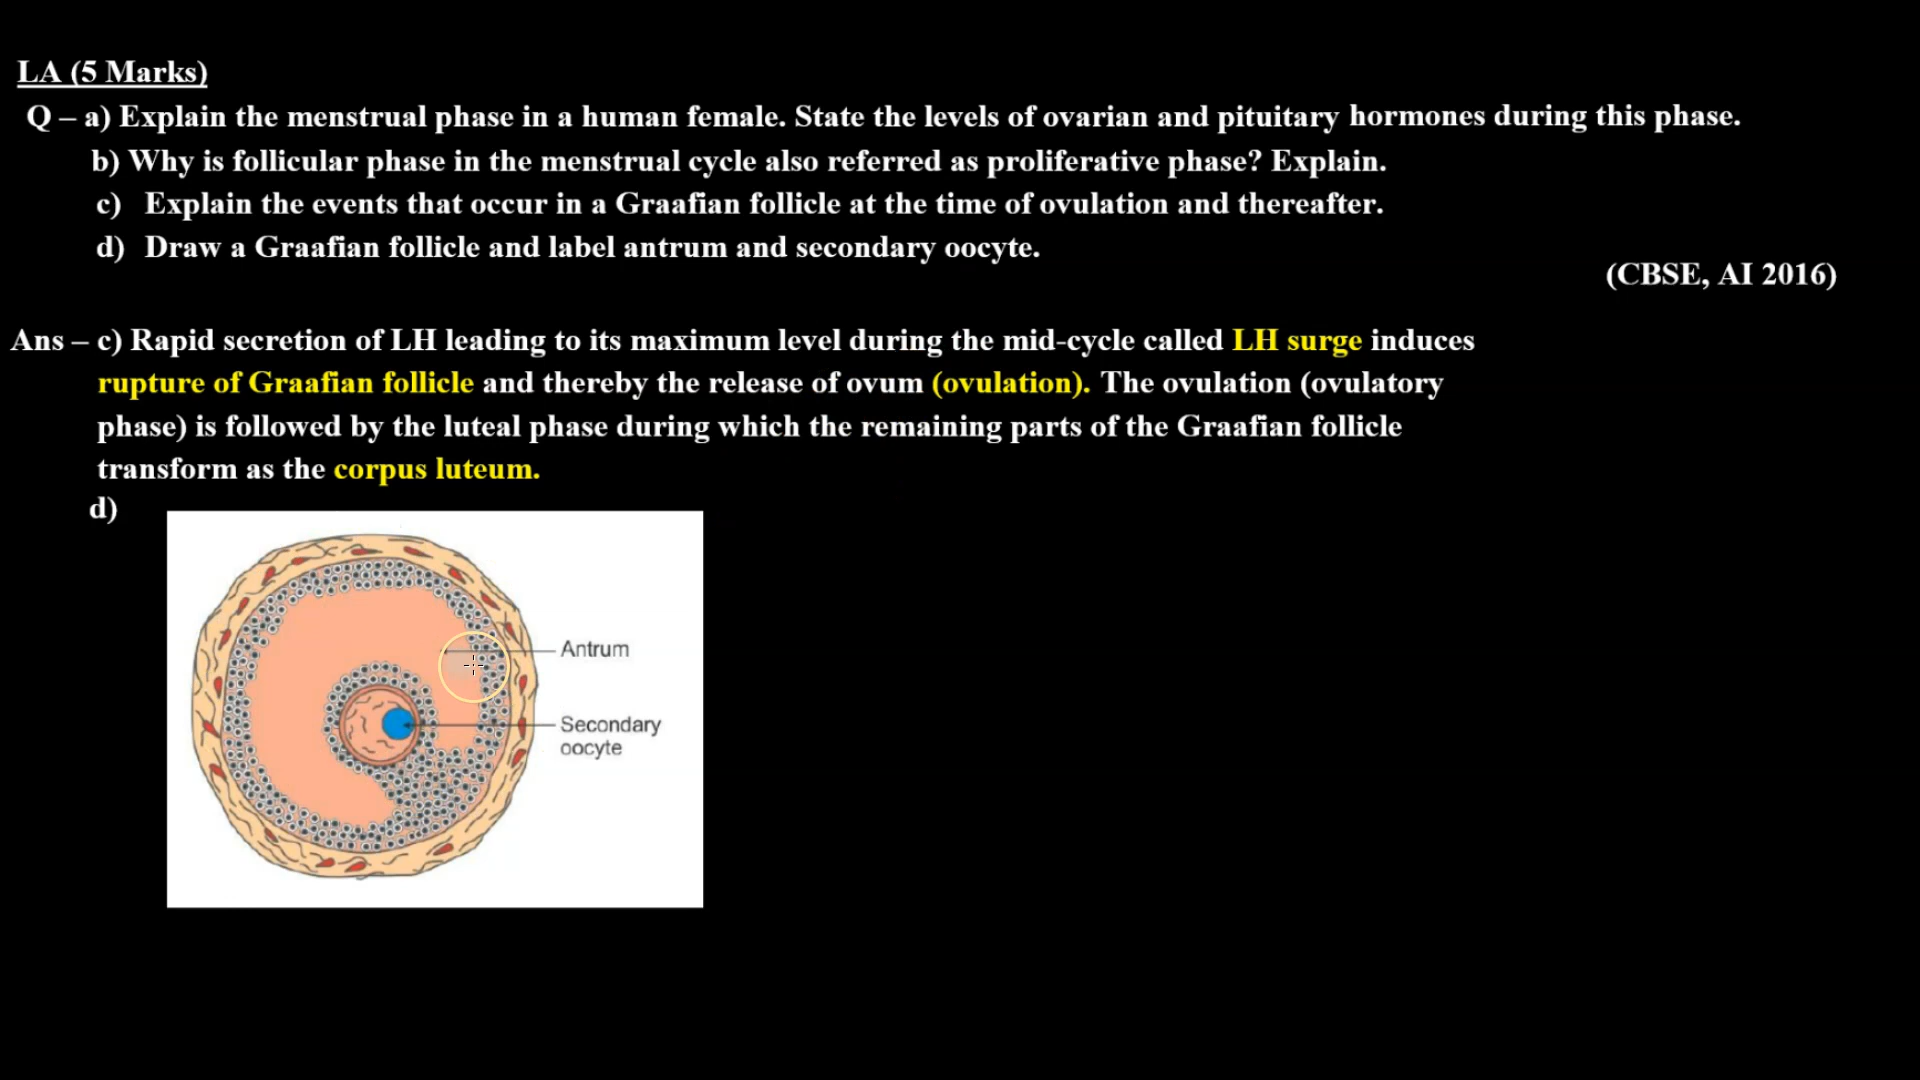 LA (5 Marks)
Q – a) Explain the menstrual phase in a human female. State the levels of ovarian and pituitary hormones during this phase.
b) Why is follicular phase in the menstrual cycle also referred as proliferative phase? Explain.
c) Explain the events that occur in a Graafian follicle at the time of ovulation and thereafter.
d) Draw a Graafian follicle and label antrum and secondary oocyte.
(CBSE, AI 2016)
Ans – c) Rapid secretion of LH leading to its maximum level during the mid-cycle called LH surge induces
rupture of Graafian follicle and thereby the release of ovum (ovulation). The ovulation (ovulatory
phase) is followed by the luteal phase during which the remaining parts of the Graafian follicle
transform as the corpus luteum.
d)
Antrum
Secondary
oocyte